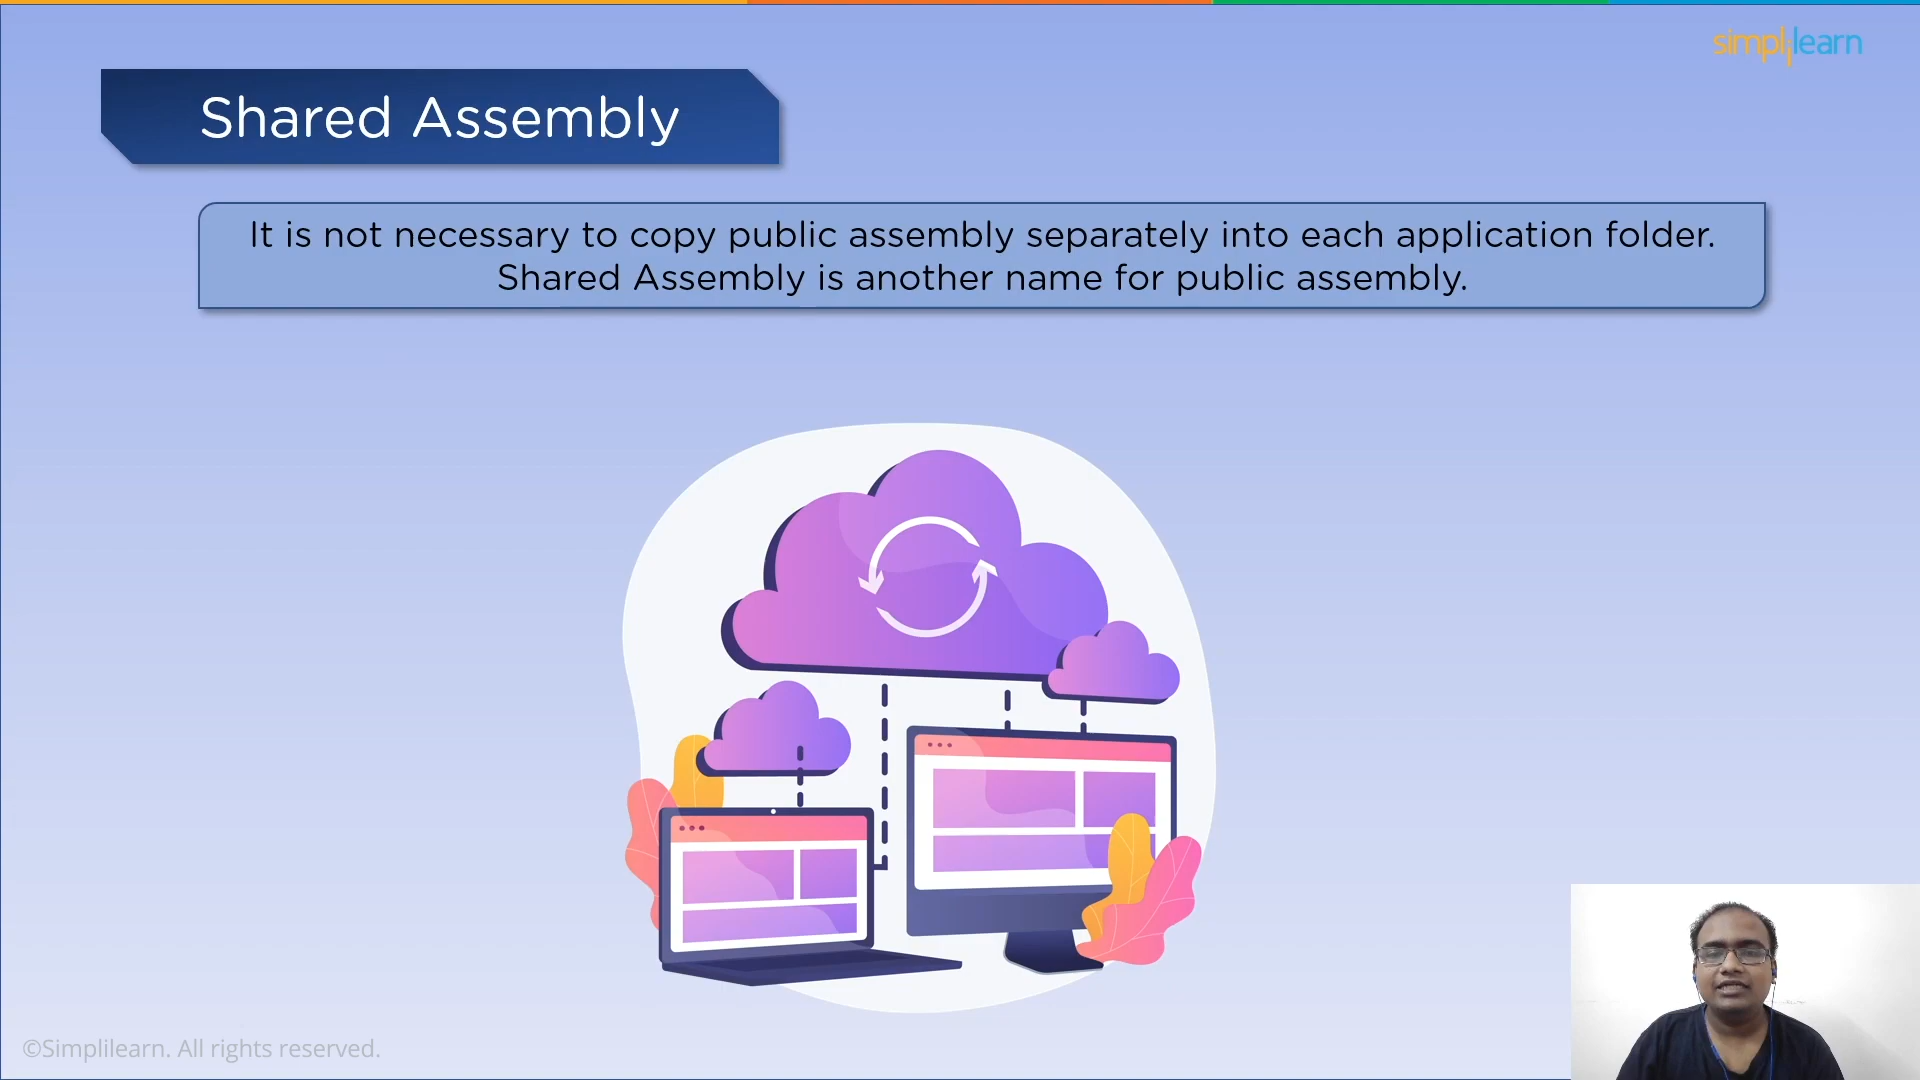 simplilearn
Shared Assembly
It is not necessary to copy public assembly separately into each application folder.
Shared Assembly is another name for public assembly.
©Simplilearn. All rights reserved.